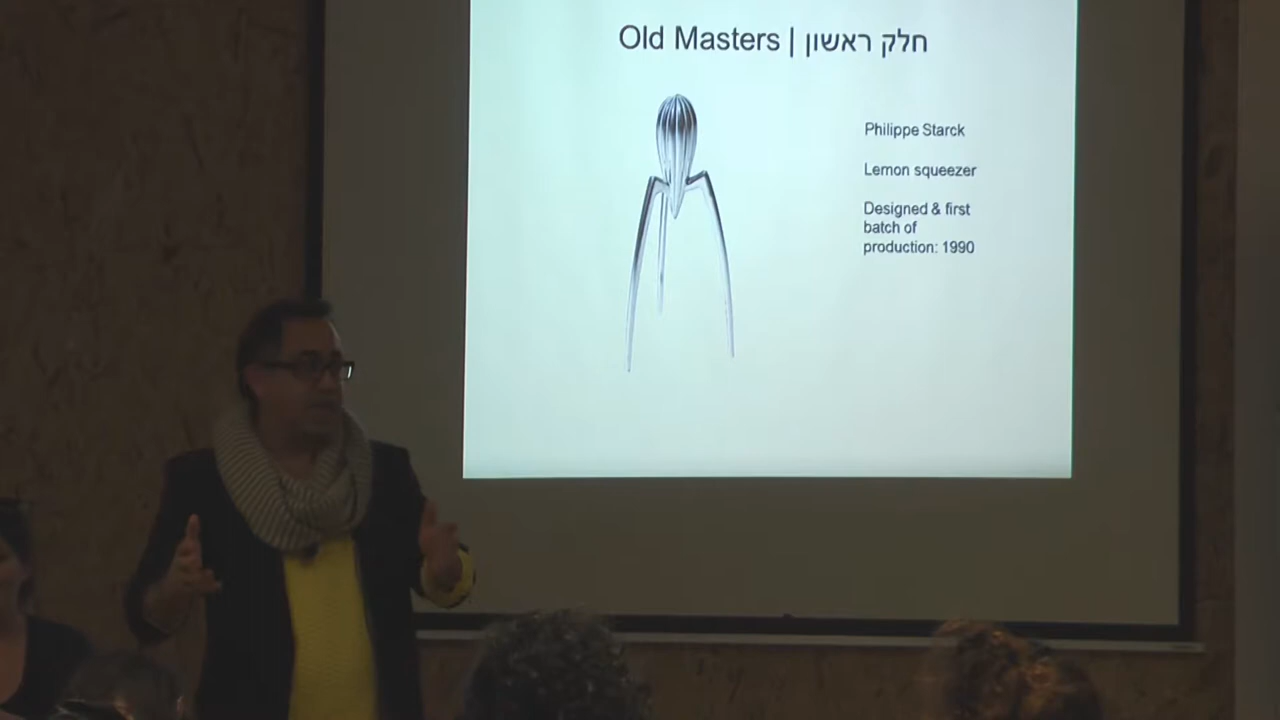 Old Masters | חלק ראשון
Philippe Starck
Lemon squeezer
Designed & first
batch of
production: 1990